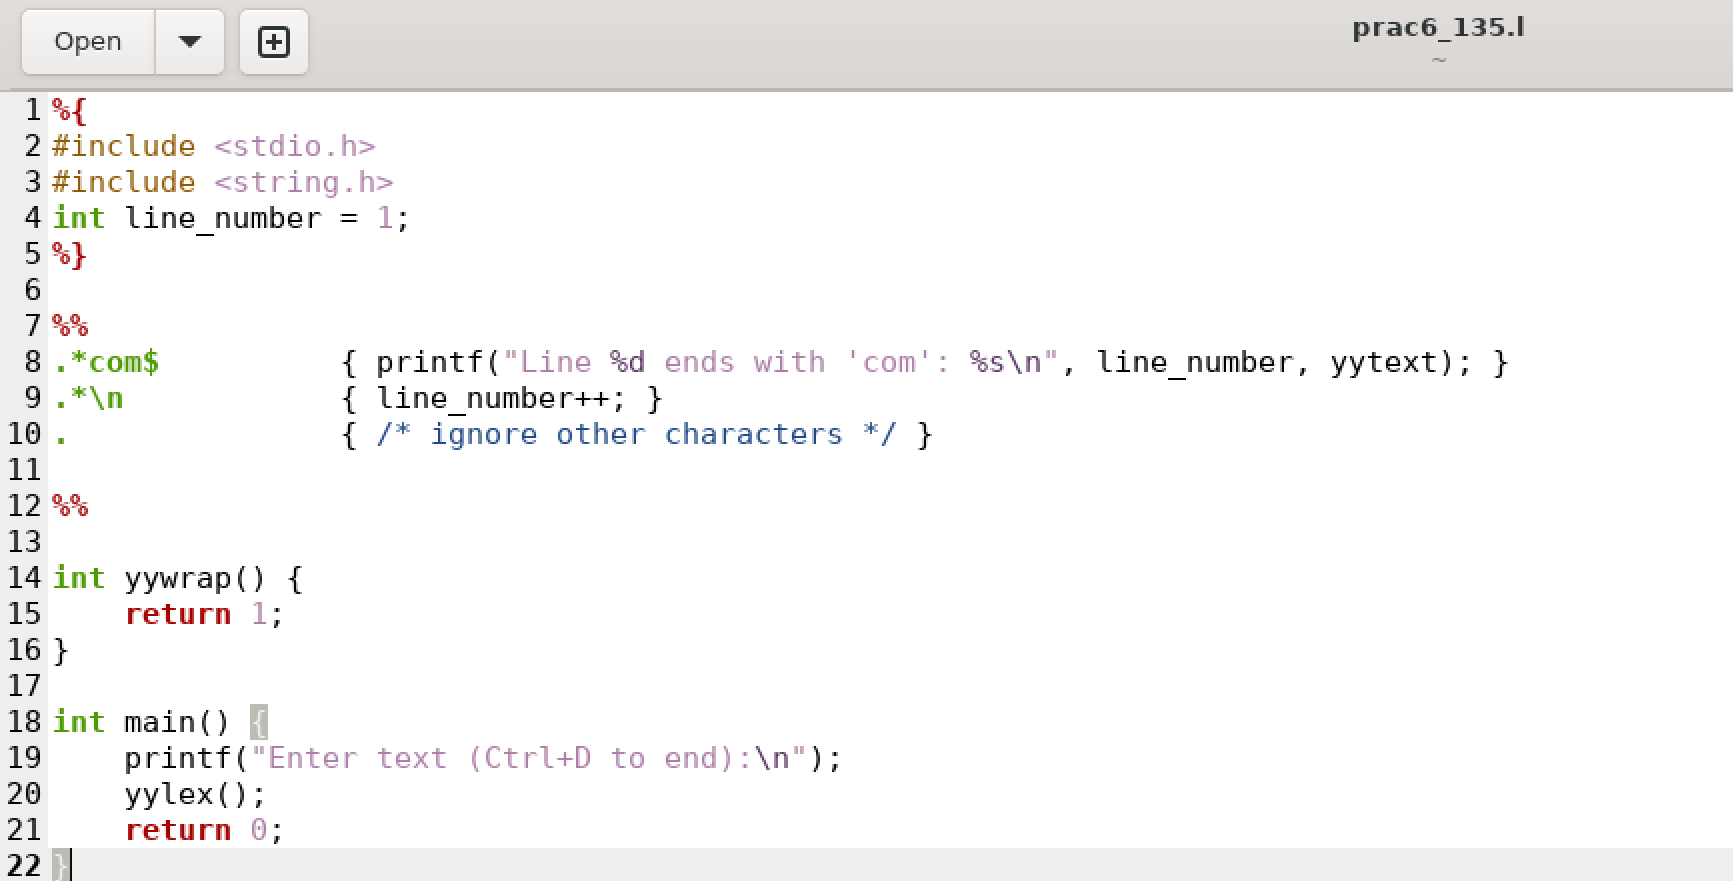 Open
prac6_135.l
~
1 %{
2 #include <stdio.h>
3 #include <string.h>
4 int line_number = 1;
5 %}
6
7 %%
8 .*com$          { printf("Line %d ends with 'com': %s\n", line_number, yytext); }
9 .*\n            { line_number++; }
10 .               { /* ignore other characters */ }
11
12 %%
13
14 int yywrap() {
15     return 1;
16 }
17
18 int main() {
19     printf("Enter text (Ctrl+D to end):\n");
20     yylex();
21     return 0;
22 }